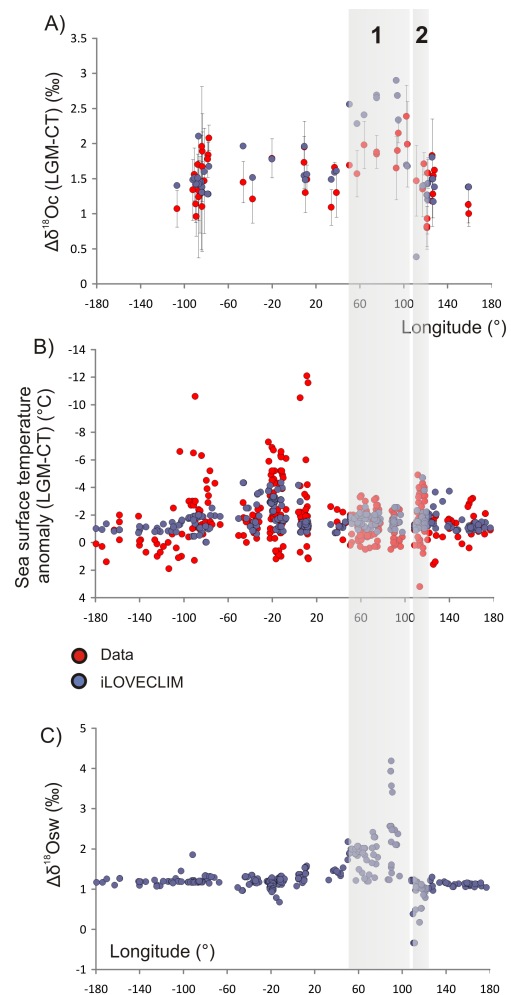 A)
1 2
Δδ18Oc (LGM-CT) (‰)
3.5
3
2.5
2
1.5
1
0.5
0
-180 -140 -100 -60 -20 20 60 100 140 180
Longitude (°)
B)
Sea surface temperature
anomaly (LGM-CT) (°C)
-14
-12
-10
-8
-6
-4
-2
0
2
4
-180 -140 -100 -60 -20 20 60 100 140 180
Data
iLOVECLIM
C)
Δδ18Osw (‰)
5
4
3
2
1
0
-1
Longitude (°)
-180 -140 -100 -60 -20 20 60 100 140 180